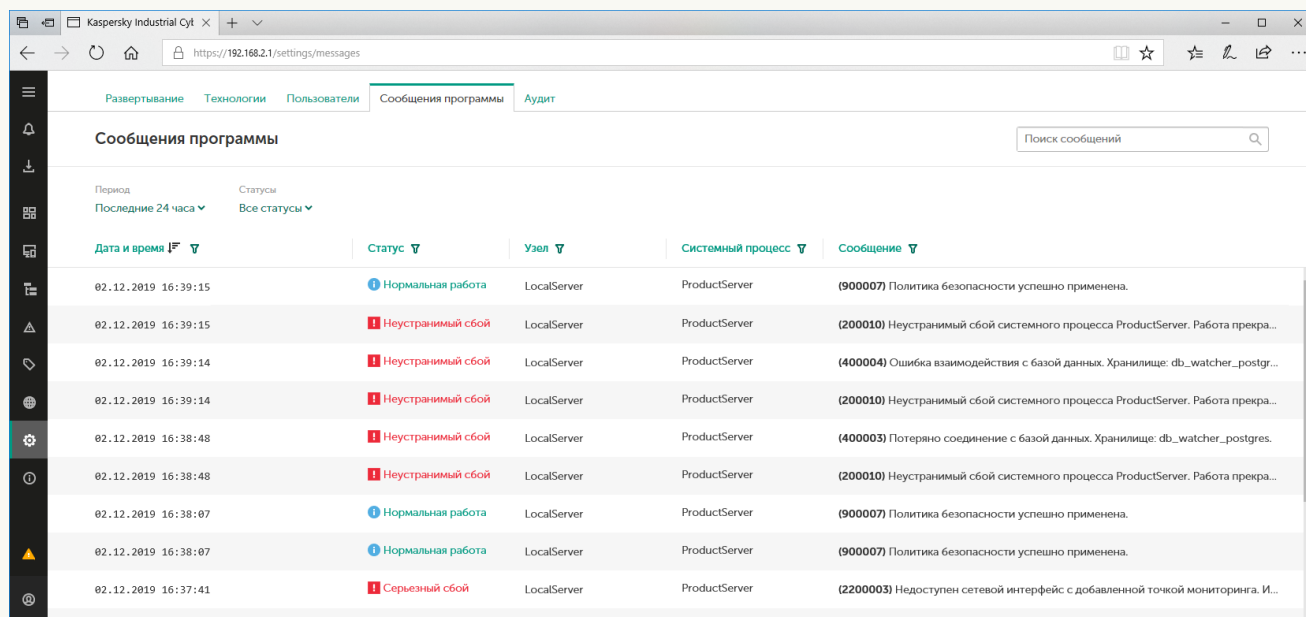 Kaspersky Industrial Cyb
https://192.168.2.1/settings/messages
Развертывание Технологии Пользователи Сообщения программы Аудит
Сообщения программы
Поиск сообщений
Период Статусы
Последние 24 часа Все статусы
Дата и время Статус Узел Системный процесс Сообщение
02.12.2019 16:39:15 Нормальная работа LocalServer ProductServer (900007) Политика безопасности успешно применена.
02.12.2019 16:39:15 Неустранимый сбой LocalServer ProductServer (200010) Неустранимый сбой системного процесса ProductServer. Работа прекра...
02.12.2019 16:39:14 Неустранимый сбой LocalServer ProductServer (400004) Ошибка взаимодействия с базой данных. Хранилище: db_watcher_postgr...
02.12.2019 16:39:14 Неустранимый сбой LocalServer ProductServer (200010) Неустранимый сбой системного процесса ProductServer. Работа прекра...
02.12.2019 16:38:48 Неустранимый сбой LocalServer ProductServer (400003) Потеряно соединение с базой данных. Хранилище: db_watcher_postgres.
02.12.2019 16:38:48 Неустранимый сбой LocalServer ProductServer (200010) Неустранимый сбой системного процесса ProductServer. Работа прекра...
02.12.2019 16:38:07 Нормальная работа LocalServer ProductServer (900007) Политика безопасности успешно применена.
02.12.2019 16:38:07 Нормальная работа LocalServer ProductServer (900007) Политика безопасности успешно применена.
02.12.2019 16:37:41 Серьезный сбой LocalServer ProductServer (2200003) Недоступен сетевой интерфейс с добавленной точкой мониторинга. И...